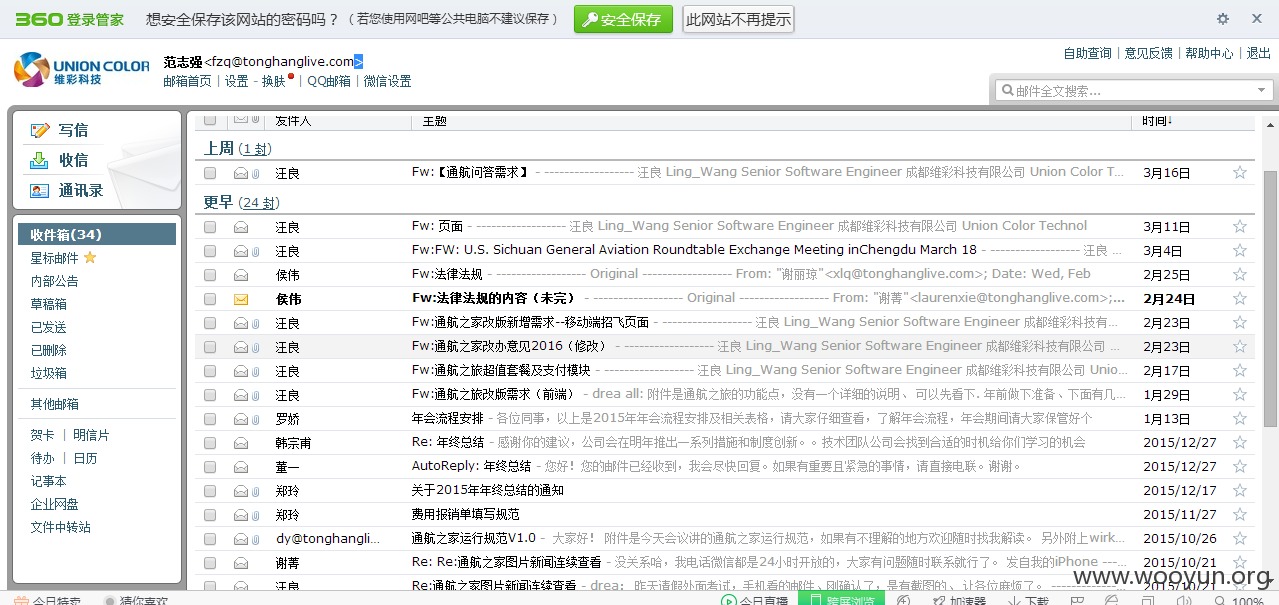 360 登录管家 想安全保存该网站的密码吗？（若您使用网吧等公共电脑不建议保存） 安全保存 此网站不再提示
UNION COLOR 维彩科技
范志强<fzq@tonghanglive.com>
邮箱首页 | 设置 - 换肤 | QQ邮箱 | 微信设置
自助查询 | 意见反馈 | 帮助中心 | 退出
邮件全文搜索...
写信
收信
通讯录
收件箱(34)
星标邮件
内部公告
草稿箱
已发送
已删除
垃圾箱
其他邮箱
贺卡 | 明信片
待办 | 日历
记事本
企业网盘
文件中转站
发件人 主题 时间↓
上周 (1 封)
汪良 Fw:【通航问答需求】 - ------------------ 汪良 Ling_Wang Senior Software Engineer 成都维彩科技有限公司 Union Color T... 3月16日
更早 (24 封)
汪良 Fw: 页面 - ------------------ 汪良 Ling_Wang Senior Software Engineer 成都维彩科技有限公司 Union Color Technol 3月11日
汪良 Fw:FW: U.S. Sichuan General Aviation Roundtable Exchange Meeting inChengdu March 18 - ------------------ 汪良 ... 3月4日
侯伟 Fw:法律法规 - ------------------ Original ------------------ From: "谢丽琼"<xlq@tonghanglive.com>; Date: Wed, Feb 2月25日
侯伟 Fw:法律法规的内容（未完） - ------------------ Original ------------------ From: "谢菁"<laurenxie@tonghanglive.com>;... 2月24日
汪良 Fw:通航之家改版新增需求--移动端招飞页面 - ------------------ 汪良 Ling_Wang Senior Software Engineer 成都维彩科技有... 2月23日
汪良 Fw:通航之家改办意见2016（修改） - ------------------ 汪良 Ling_Wang Senior Software Engineer 成都维彩科技有限公司 ... 2月23日
汪良 Fw:通航之旅超值套餐及支付模块 - ------------------ 汪良 Ling_Wang Senior Software Engineer 成都维彩科技有限公司 Unio... 2月17日
汪良 Fw:通航之旅改版需求（前端） - drea all: 附件是通航之旅的功能点，没有一个详细的说明、 可以先看下. 年前做下准备、下面有几... 1月29日
罗娇 年会流程安排 - 各位同事，以上是2015年年会流程安排及相关表格，请大家仔细查看，了解年会流程，年会期间请大家保管好个 1月13日
韩宗甫 Re: 年终总结 - 感谢你的建议，公司会在明年推出一系列措施和制度创新。。技术团队公司会找到合适的时机给你们学习的机会 2015/12/27
董一 AutoReply: 年终总结 - 您好！您的邮件已经收到，我会尽快回复。如果有重要且紧急的事情，请直接电联。谢谢。 2015/12/27
郑玲 关于2015年年终总结的通知 2015/12/17
郑玲 费用报销单填写规范 2015/11/27
dy@tonghangli... 通航之家运行规范V1.0 - 大家好！ 附件是今天会议讲的通航之家运行规范，如果有不理解的地方欢迎随时找我解读。 另外附上wirk... 2015/10/26
谢菁 Re: Re:通航之家图片新闻连续查看 - 没关系哈，我电话微信都是24小时开放的，大家有问题随时联系就行了。 发自我的iPhone ---... 2015/10/21
汪良 Re:通航之家图片新闻连续查看 - drea： 昨天请假外面考试，手机看的邮件、刚确认了，是有截图的、 让各位麻烦了。 2015/10/21
www.wooyun.org
今日特卖 猜你喜欢 今日直播 跨屏浏览 加速器 下载 100%